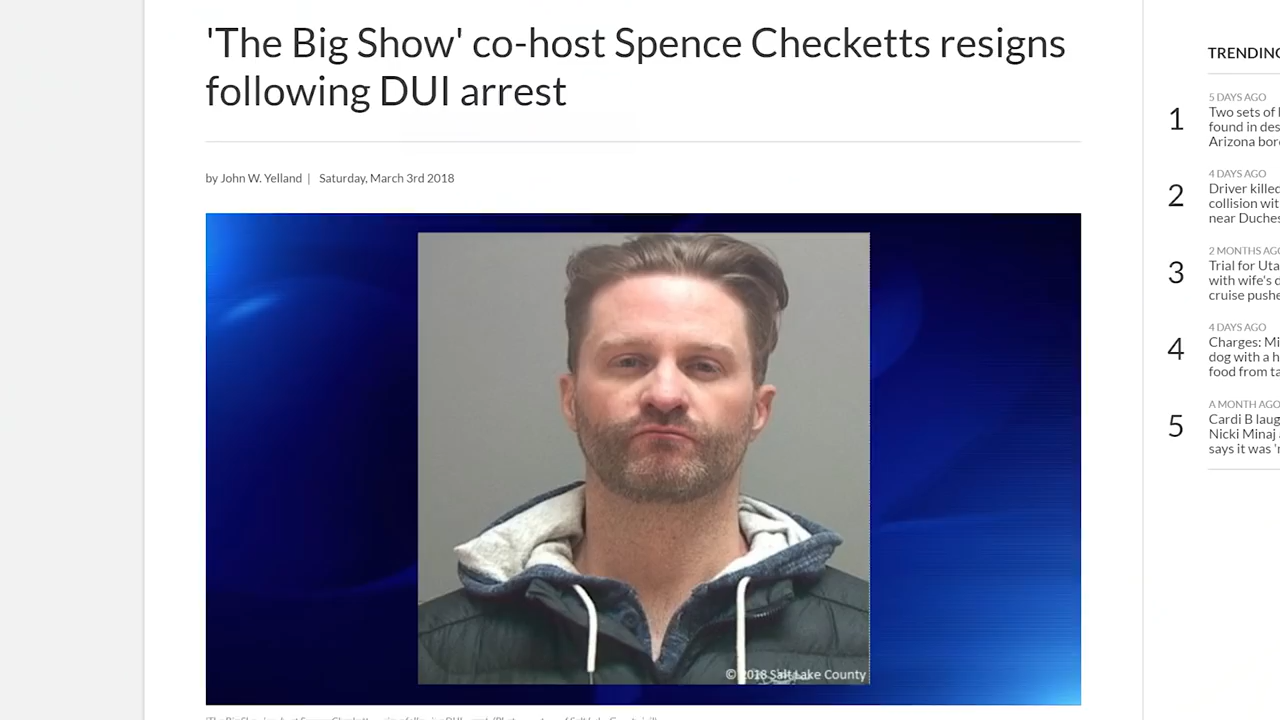 'The Big Show' co-host Spence Checketts resigns
following DUI arrest
by John W. Yelland | Saturday, March 3rd 2018
© 2018 Salt Lake County
TRENDING
1
5 DAYS AGO
Two sets of
found in des
Arizona bor
2
4 DAYS AGO
Driver killed
collision wit
near Duches
3
2 MONTHS AGO
Trial for Uta
with wife's
cruise pushe
4
4 DAYS AGO
Charges: Mi
dog with a h
food from ta
5
A MONTH AGO
Cardi B laug
Nicki Minaj
says it was